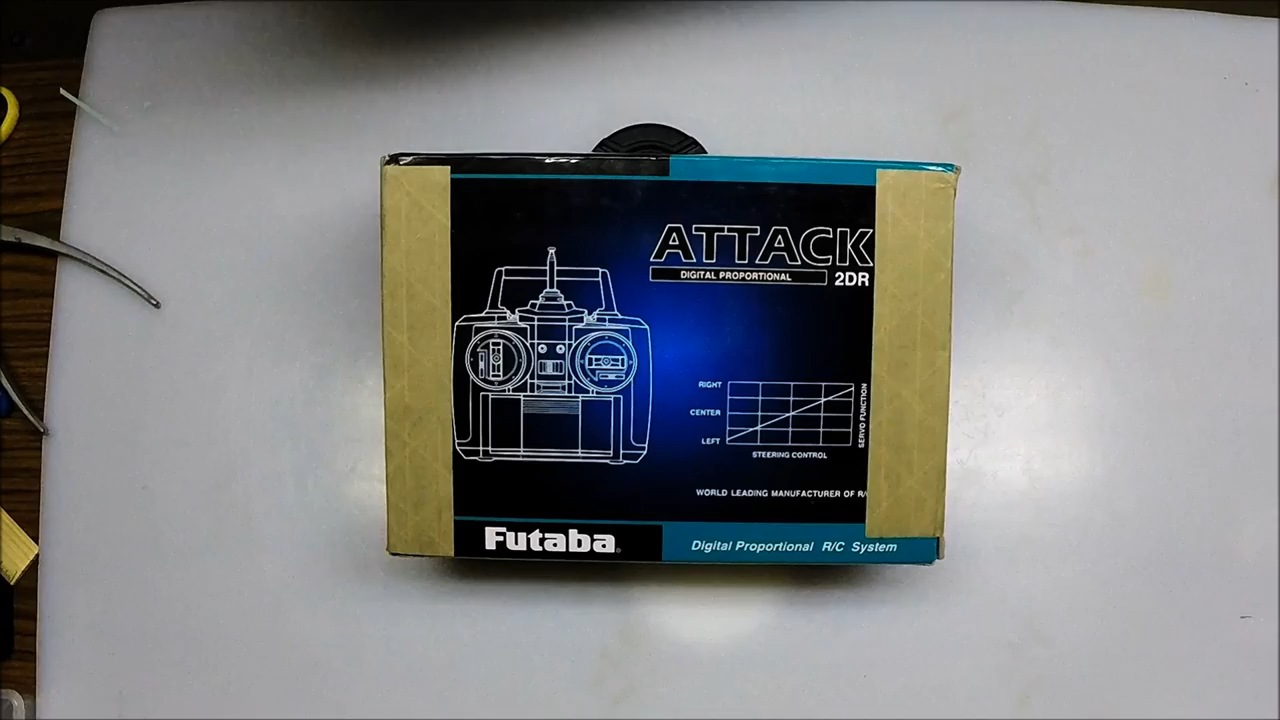 ATTACK
DIGITAL PROPORTIONAL
2DR
RIGHT
CENTER
LEFT
SERVO FUNCTION
STEERING CONTROL
WORLD LEADING MANUFACTURER OF R/
Futaba
Digital Proportional R/C System